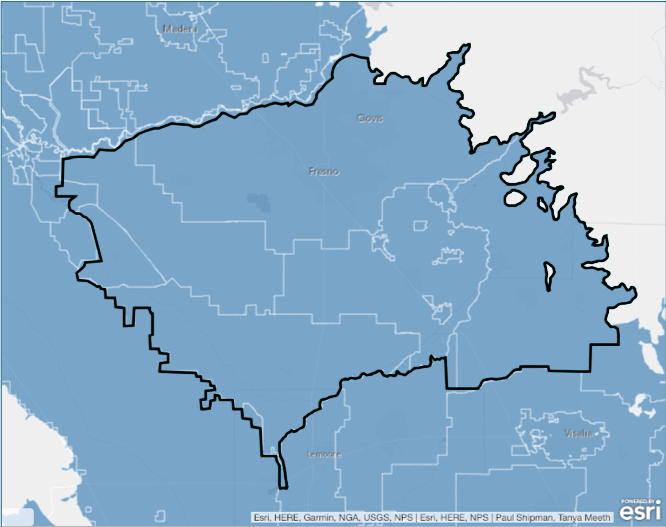 Madera
Clovis
Fresno
Visalia
Lemoore
POWERED BY
esri
Esri, HERE, Garmin, NGA, USGS, NPS | Esri, HERE, NPS | Paul Shipman, Tanya Meeth